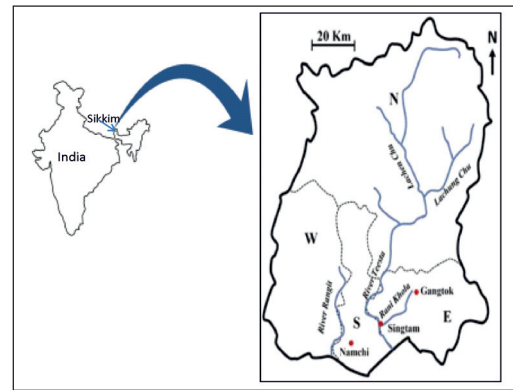 Sikkim
India
20 Km
N
N
Lachen Chu
Lachung Chu
W
River Teesta
River Rangit
Rani Khola
Gangtok
S
E
Singtam
Namchi